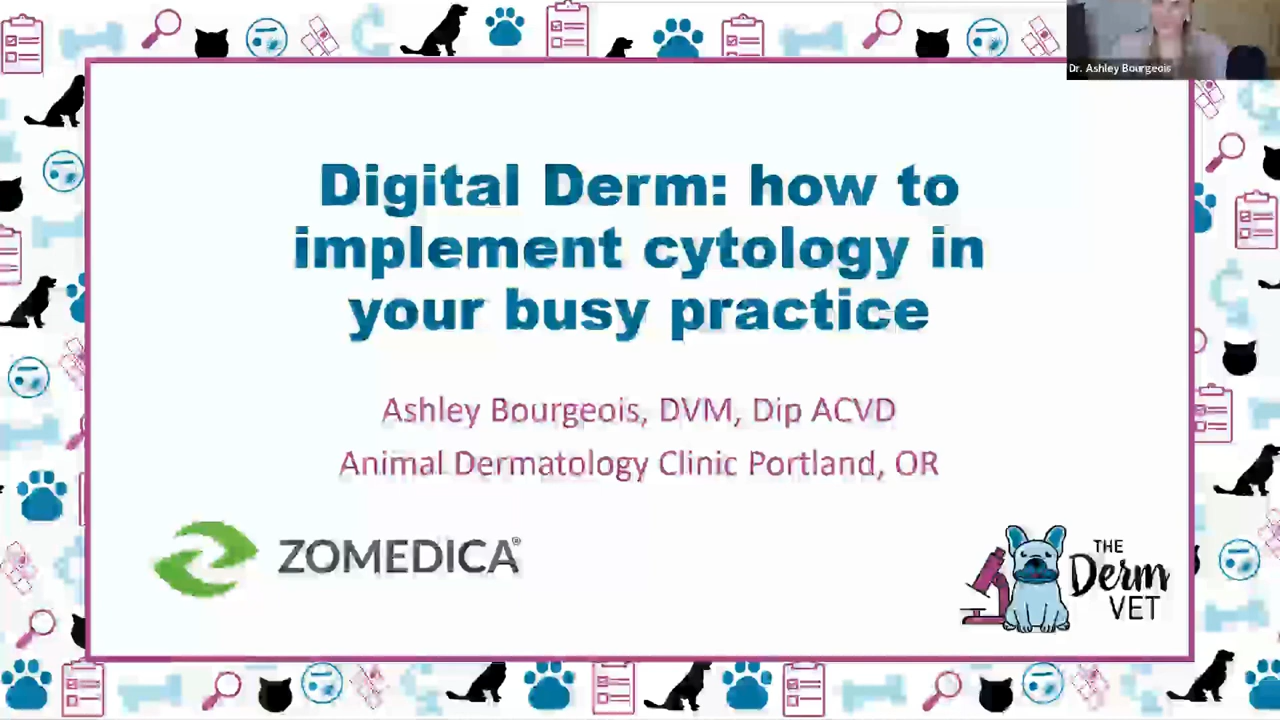 Dr. Ashley Bourgeois
Digital Derm: how to
implement cytology in
your busy practice
Ashley Bourgeois, DVM, Dip ACVD
Animal Dermatology Clinic Portland, OR
ZOMEDICA®
THE
Derm
VET